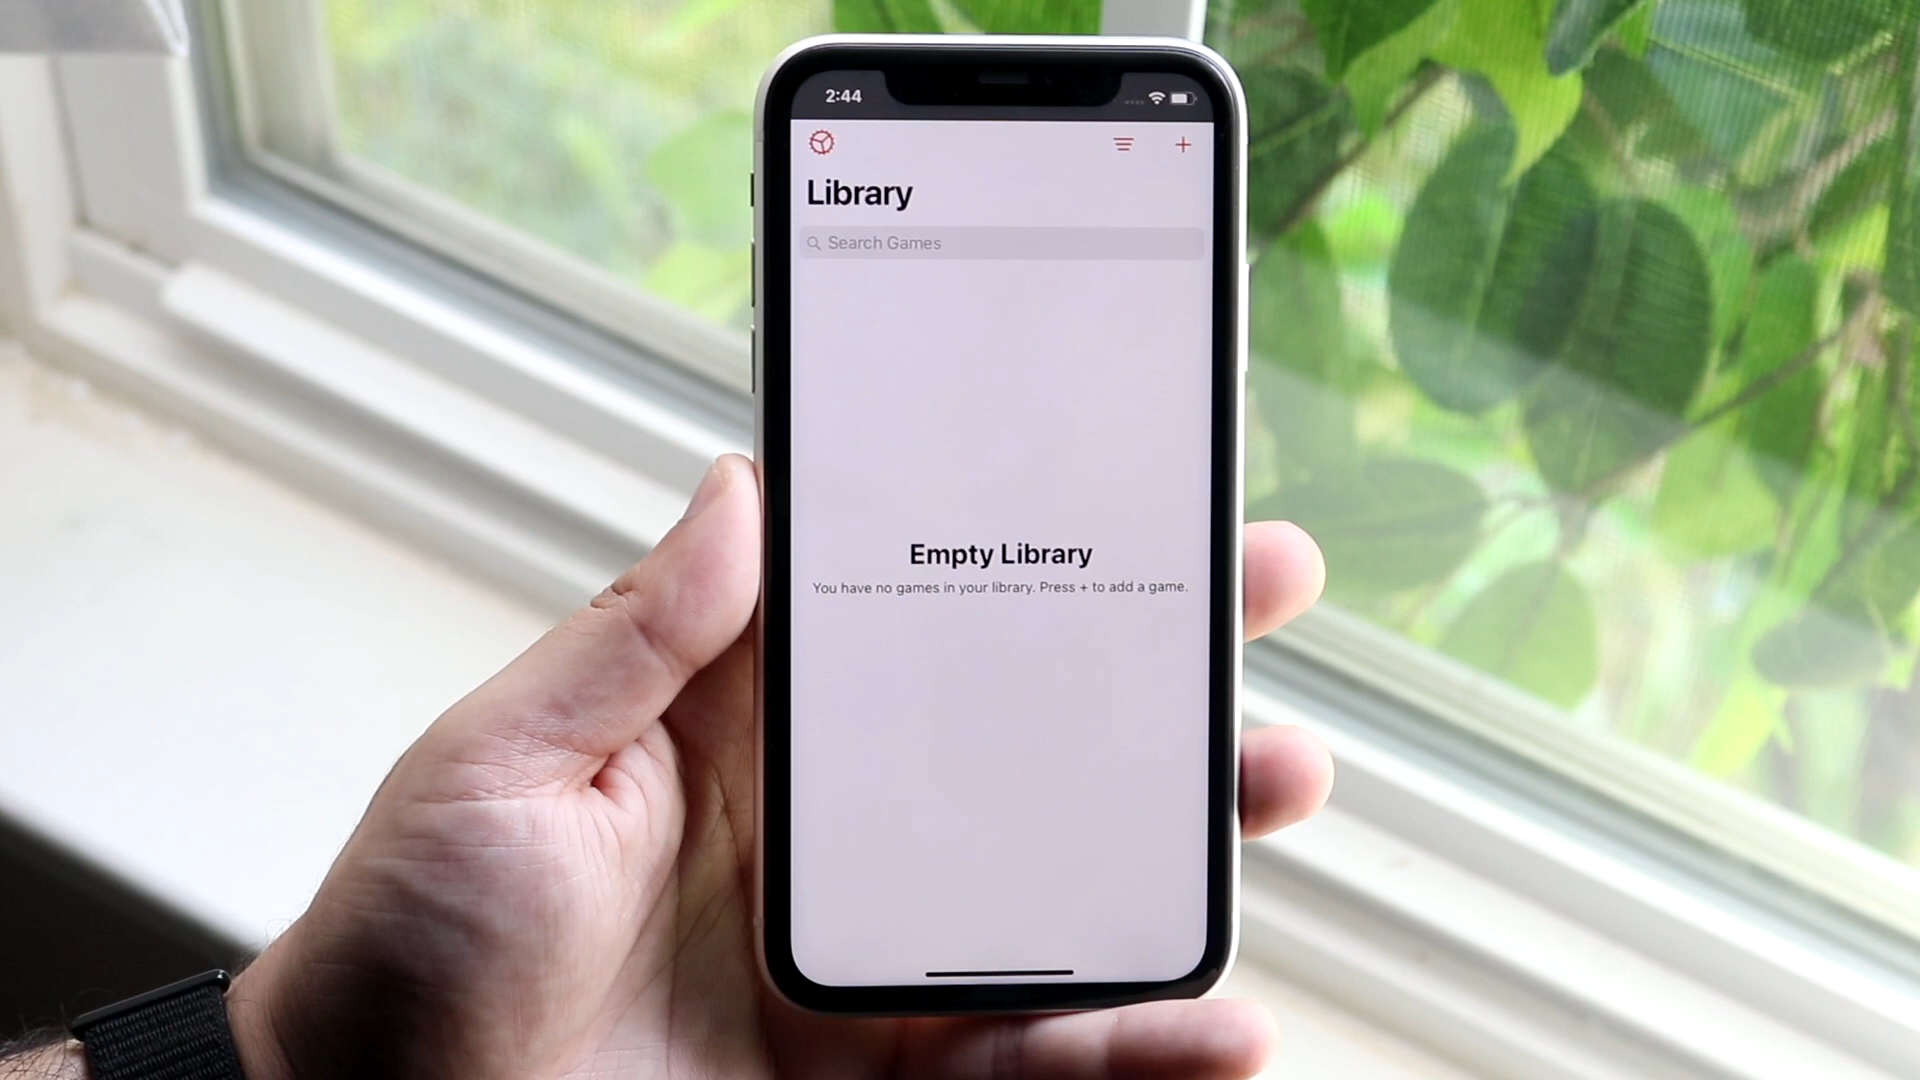 2:44
Library
Search Games
Empty Library
You have no games in your library. Press + to add a game.